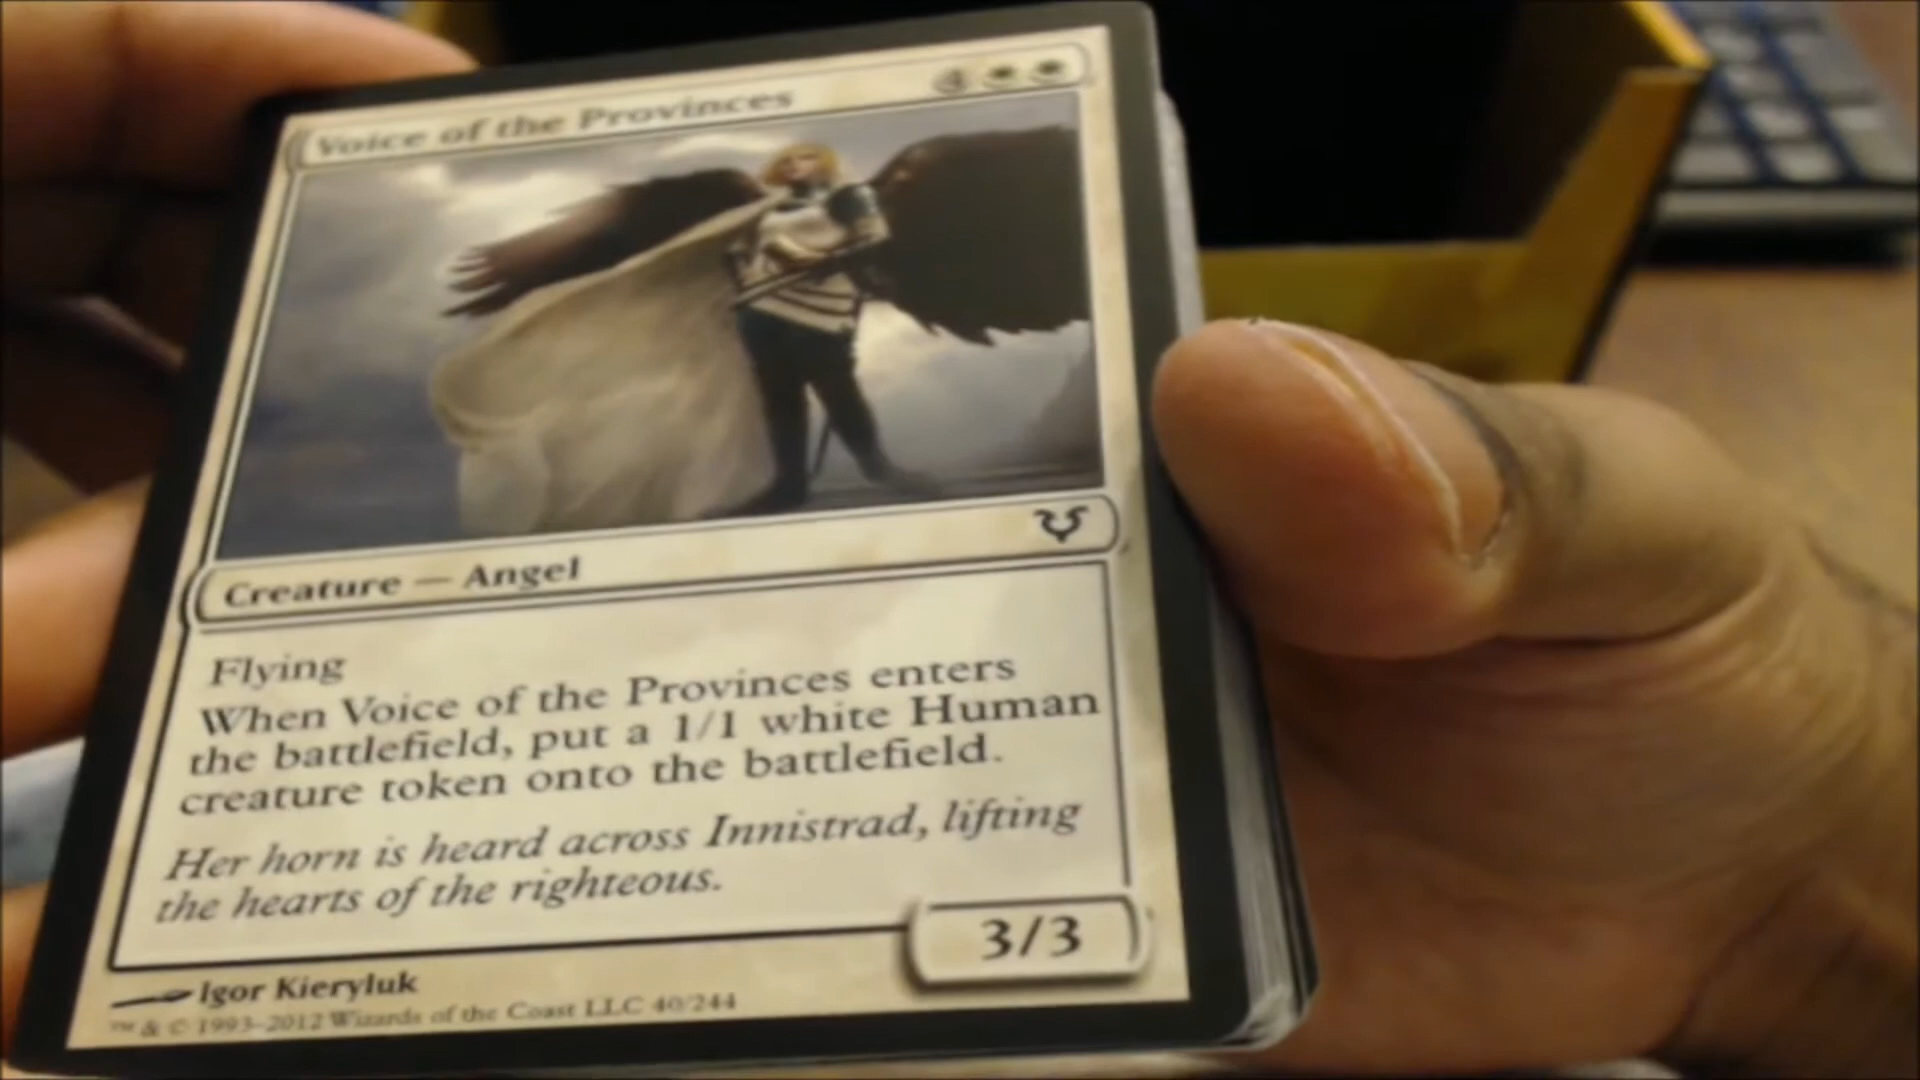 Voice of the Provinces 4
Creature — Angel
Flying
When Voice of the Provinces enters
the battlefield, put a 1/1 white Human
creature token onto the battlefield.
Her horn is heard across Innistrad, lifting
the hearts of the righteous.
3/3
Igor Kieryluk
™ & © 1993-2012 Wizards of the Coast LLC 40/244